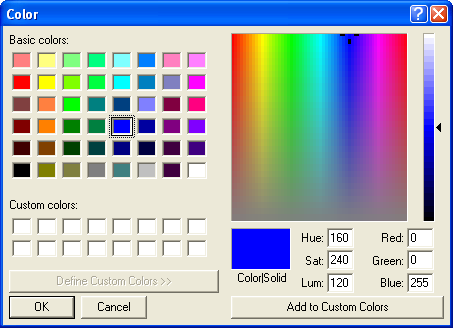 Color
Basic colors:
Custom colors:
Define Custom Colors >>
OK
Cancel
Color|Solid
Hue: 160
Sat: 240
Lum: 120
Red: 0
Green: 0
Blue: 255
Add to Custom Colors